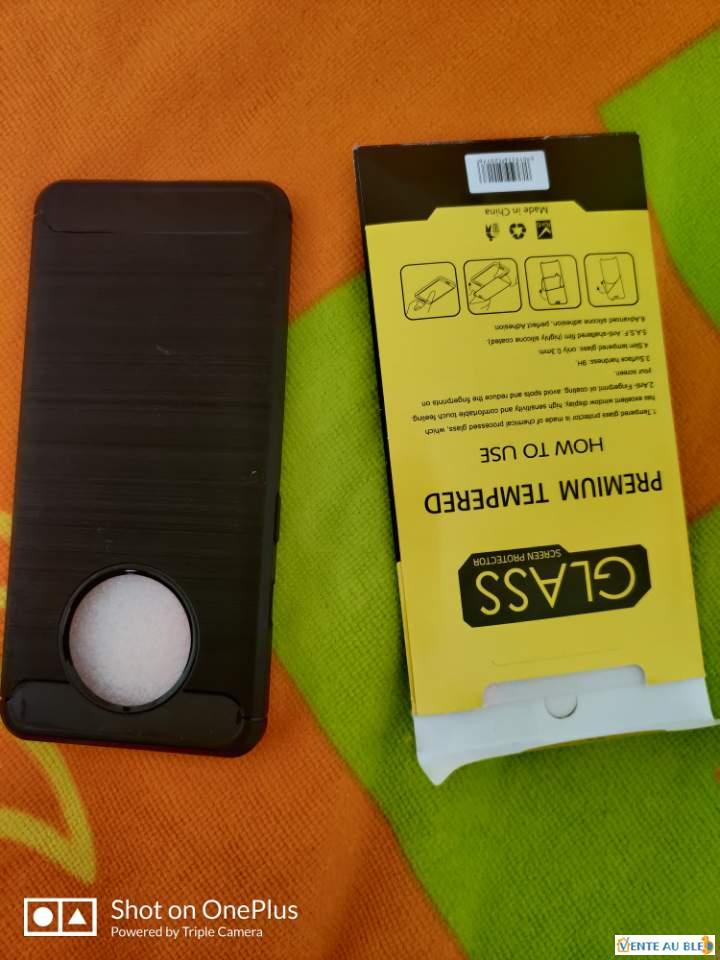 GLASS
SCREEN PROTECTOR
PREMIUM TEMPERED
HOW TO USE
1.Tempered glass protector is made of chemical processed glass, which
has excellent window display, high sensitivity and comfortable touch feeling.
2.Anti- Fingerprint oil coating. avoid spots and reduce the fingerprints on
your screen.
3.Surface hardness: 9H.
4.Slim tempered glass: only 0.3mm.
5.A.S.F. Anti-shattered film (highly silicone coated).
6.Advansed silicone adhesion, perfect Adhesion
Made in China
Shot on OnePlus
Powered by Triple Camera
VENTE AU BLED